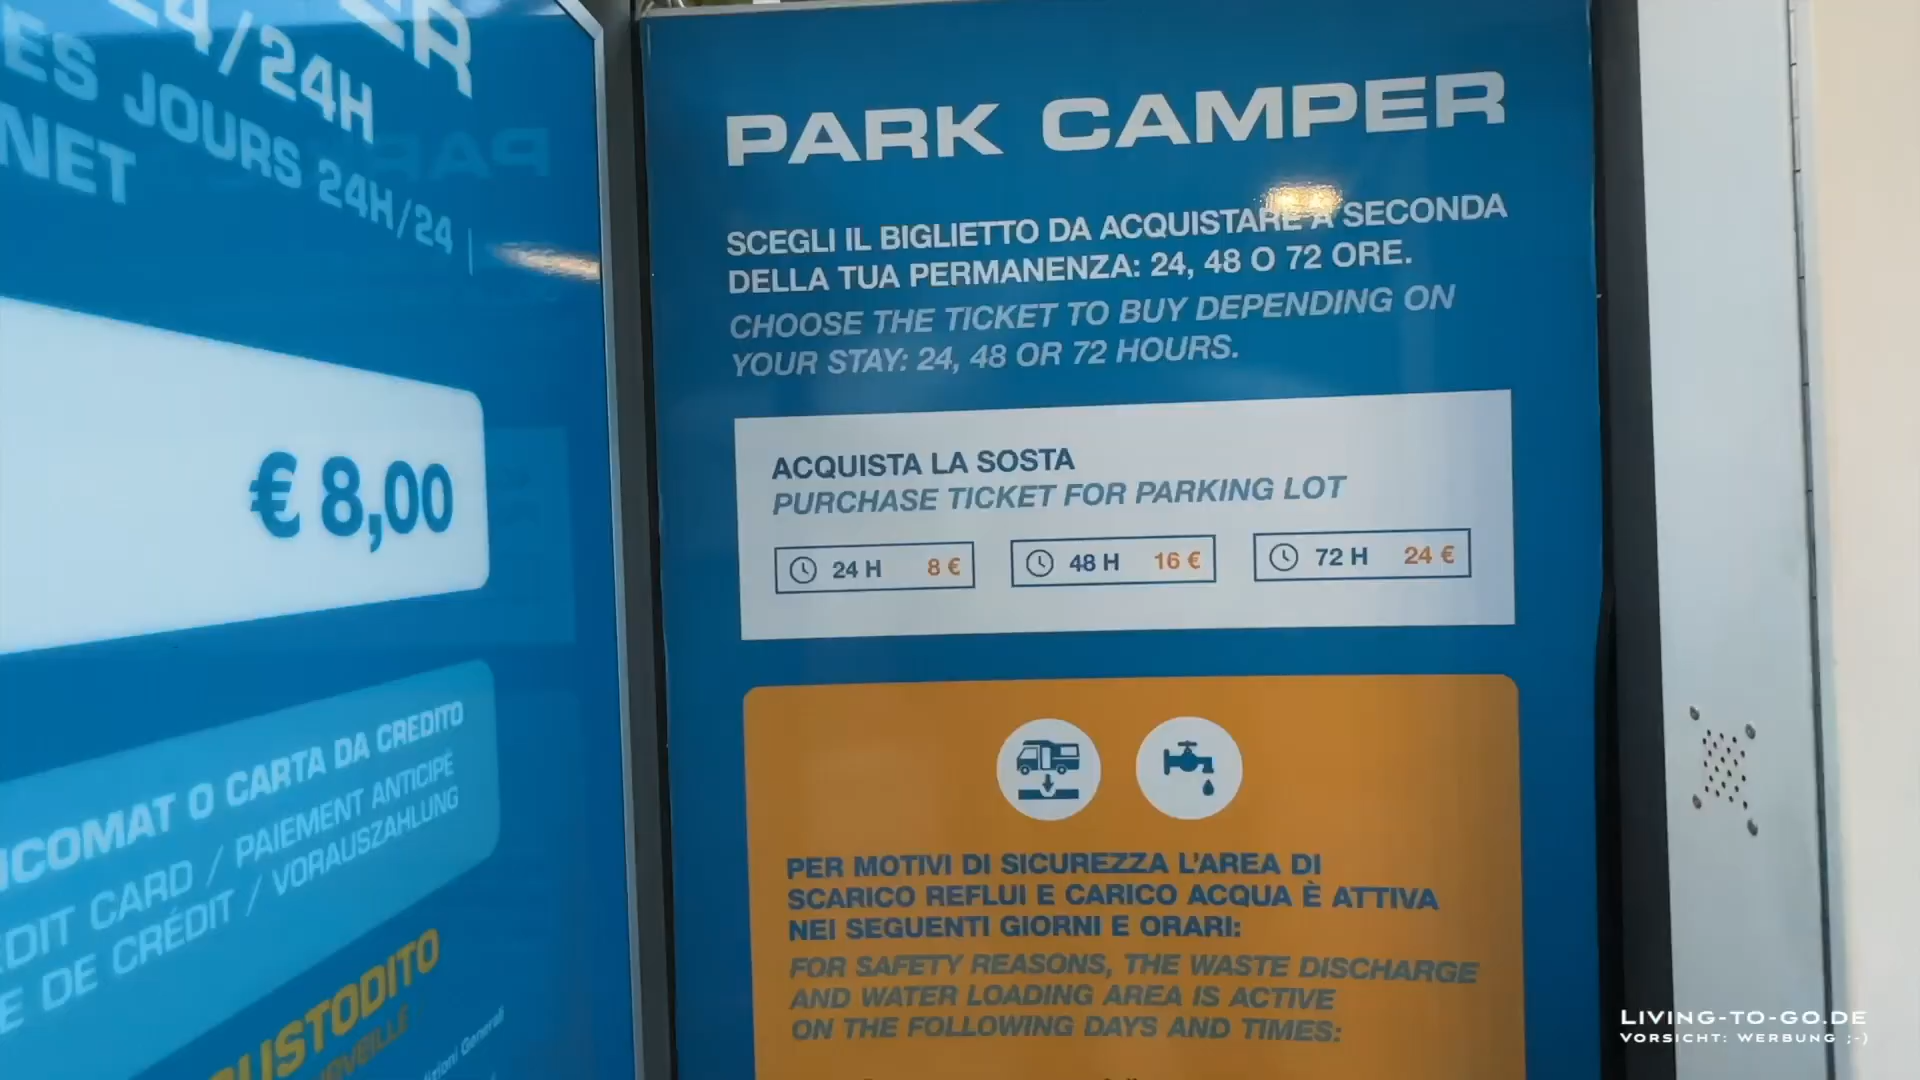 ER
24/24H
ES JOURS 24H/24 |
NET
€ 8,00
COMAT O CARTA DA CREDITO
DIT CARD / PAIEMENT ANTICIPÉ
E DE CRÉDIT / VORAUSZAHLUNG
USTODITO
PARK CAMPER
SCEGLI IL BIGLIETTO DA ACQUISTARE A SECONDA
DELLA TUA PERMANENZA: 24, 48 O 72 ORE.
CHOOSE THE TICKET TO BUY DEPENDING ON
YOUR STAY: 24, 48 OR 72 HOURS.
ACQUISTA LA SOSTA
PURCHASE TICKET FOR PARKING LOT
24 H 8 €
48 H 16 €
72 H 24 €
PER MOTIVI DI SICUREZZA L'AREA DI
SCARICO REFLUI E CARICO ACQUA È ATTIVA
NEI SEGUENTI GIORNI E ORARI:
FOR SAFETY REASONS, THE WASTE DISCHARGE
AND WATER LOADING AREA IS ACTIVE
ON THE FOLLOWING DAYS AND TIMES:
LIVING-TO-GO.DE
VORSICHT: WERBUNG ;-)